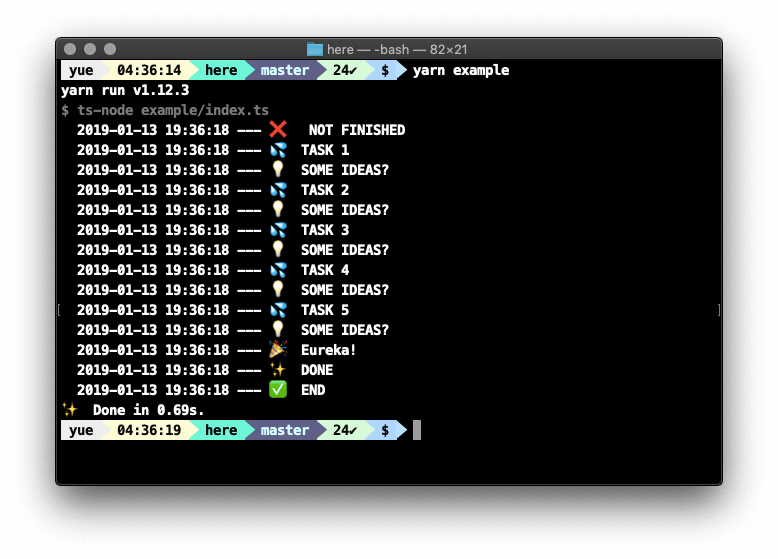 here — -bash — 82×21
yue 04:36:14 here master 24✔ $ yarn example
yarn run v1.12.3
$ ts-node example/index.ts
2019-01-13 19:36:18 --- ❌ NOT FINISHED
2019-01-13 19:36:18 --- 💦 TASK 1
2019-01-13 19:36:18 --- 💡 SOME IDEAS?
2019-01-13 19:36:18 --- 💦 TASK 2
2019-01-13 19:36:18 --- 💡 SOME IDEAS?
2019-01-13 19:36:18 --- 💦 TASK 3
2019-01-13 19:36:18 --- 💡 SOME IDEAS?
2019-01-13 19:36:18 --- 💦 TASK 4
2019-01-13 19:36:18 --- 💡 SOME IDEAS?
2019-01-13 19:36:18 --- 💦 TASK 5
2019-01-13 19:36:18 --- 💡 SOME IDEAS?
2019-01-13 19:36:18 --- 🎉 Eureka!
2019-01-13 19:36:18 --- ✨ DONE
2019-01-13 19:36:18 --- ✅ END
✨ Done in 0.69s.
yue 04:36:19 here master 24✔ $